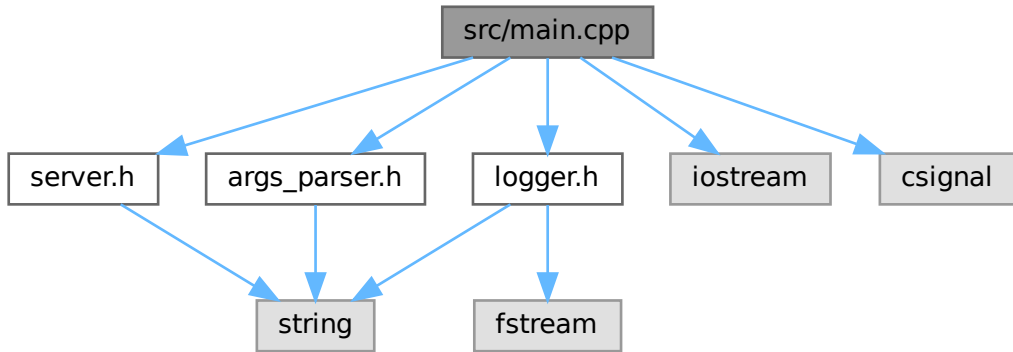 src/main.cpp
server.h
args_parser.h
logger.h
iostream
csignal
string
fstream